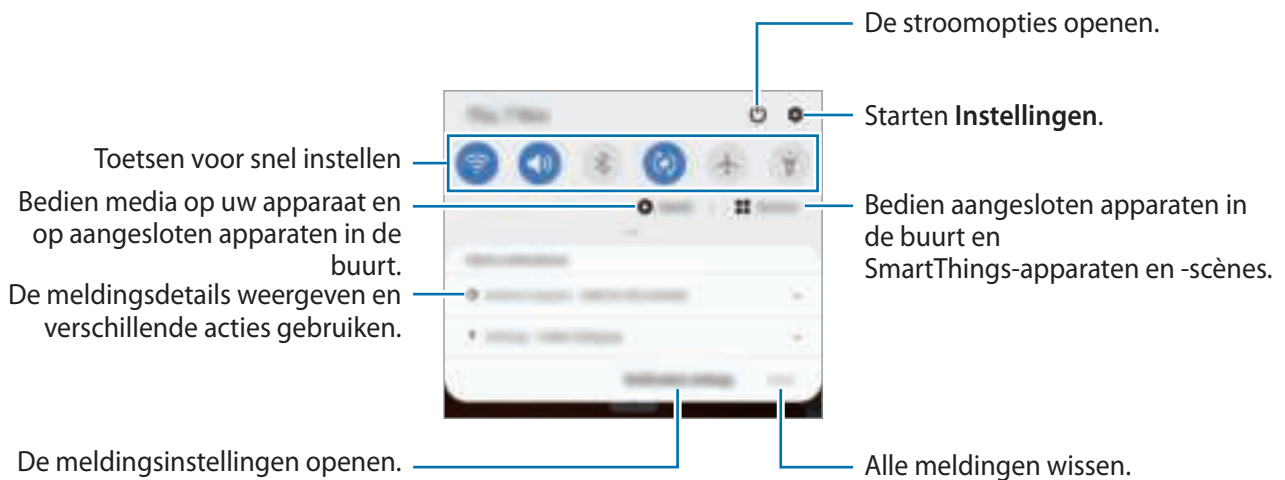 De stroomopties openen.
Starten Instellingen.
Toetsen voor snel instellen
Bedien media op uw apparaat en
op aangesloten apparaten in de
buurt.
Bedien aangesloten apparaten in
de buurt en
SmartThings-apparaten en -scènes.
De meldingsdetails weergeven en
verschillende acties gebruiken.
De meldingsinstellingen openen.
Alle meldingen wissen.